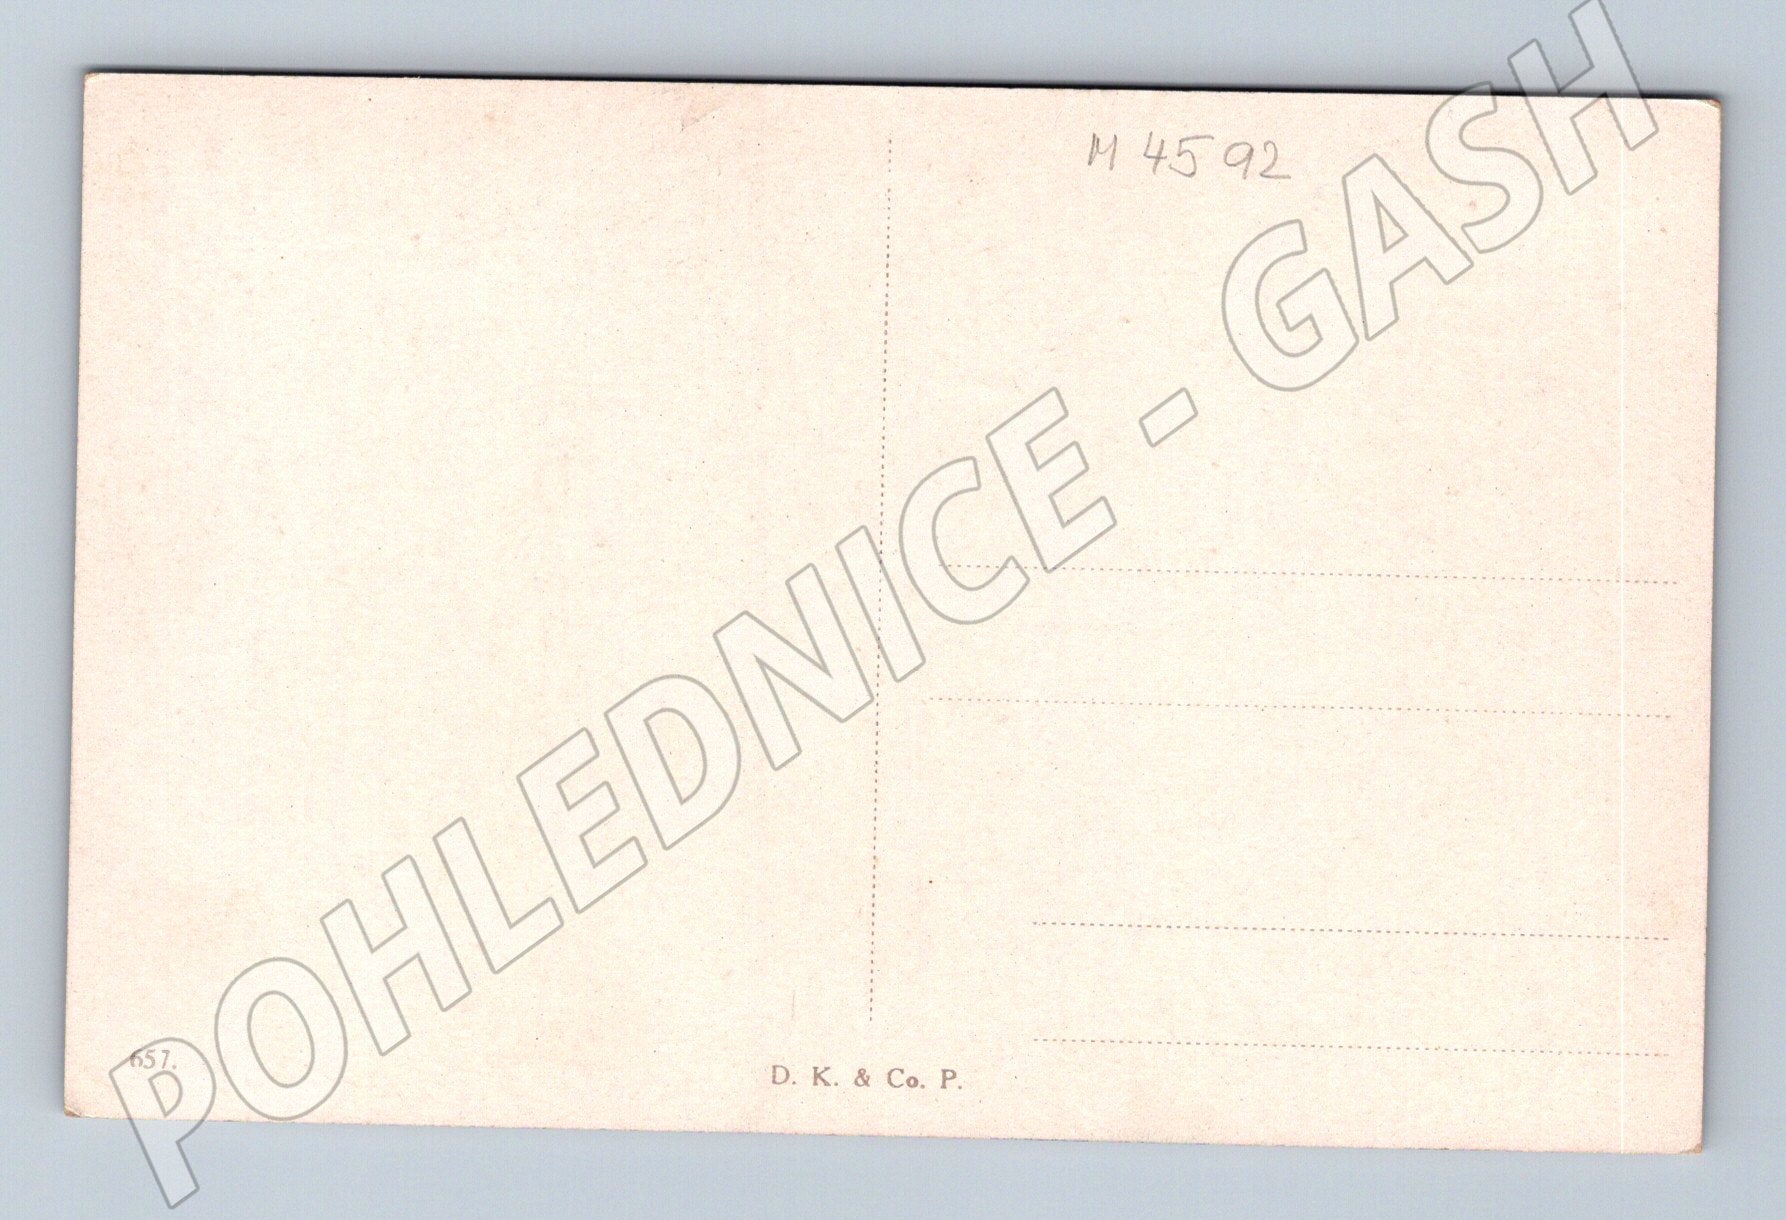 M 4592
POHLEDNICE - GASH
657.
D. K. & Co. P.